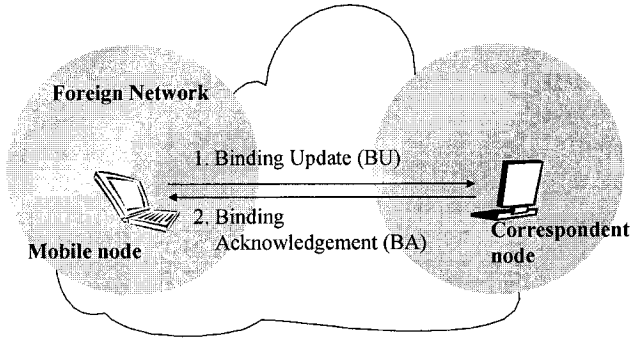 Foreign Network
1. Binding Update (BU)
2. Binding
Acknowledgement (BA)
Mobile node
Correspondent
node